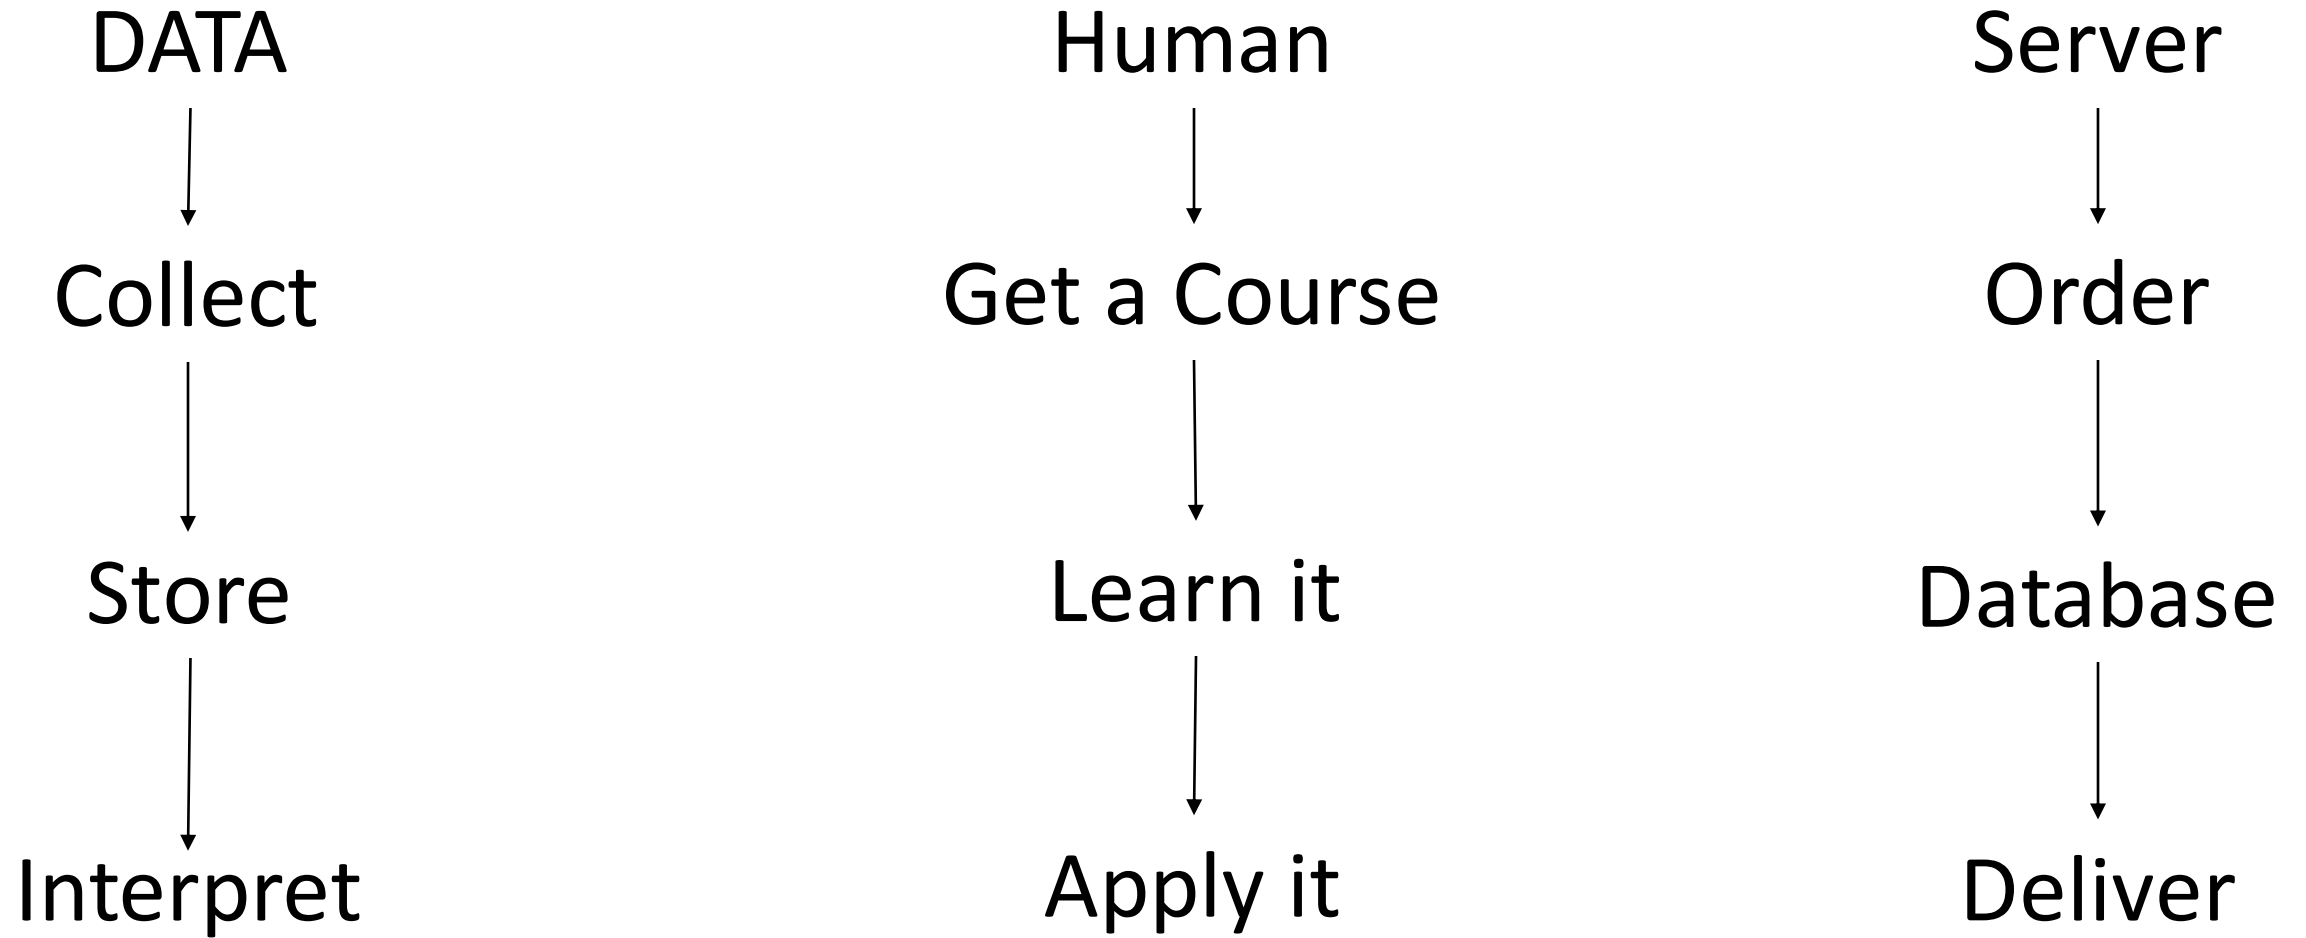 DATA
Collect
Store
Interpret
Human
Get a Course
Learn it
Apply it
Server
Order
Database
Deliver